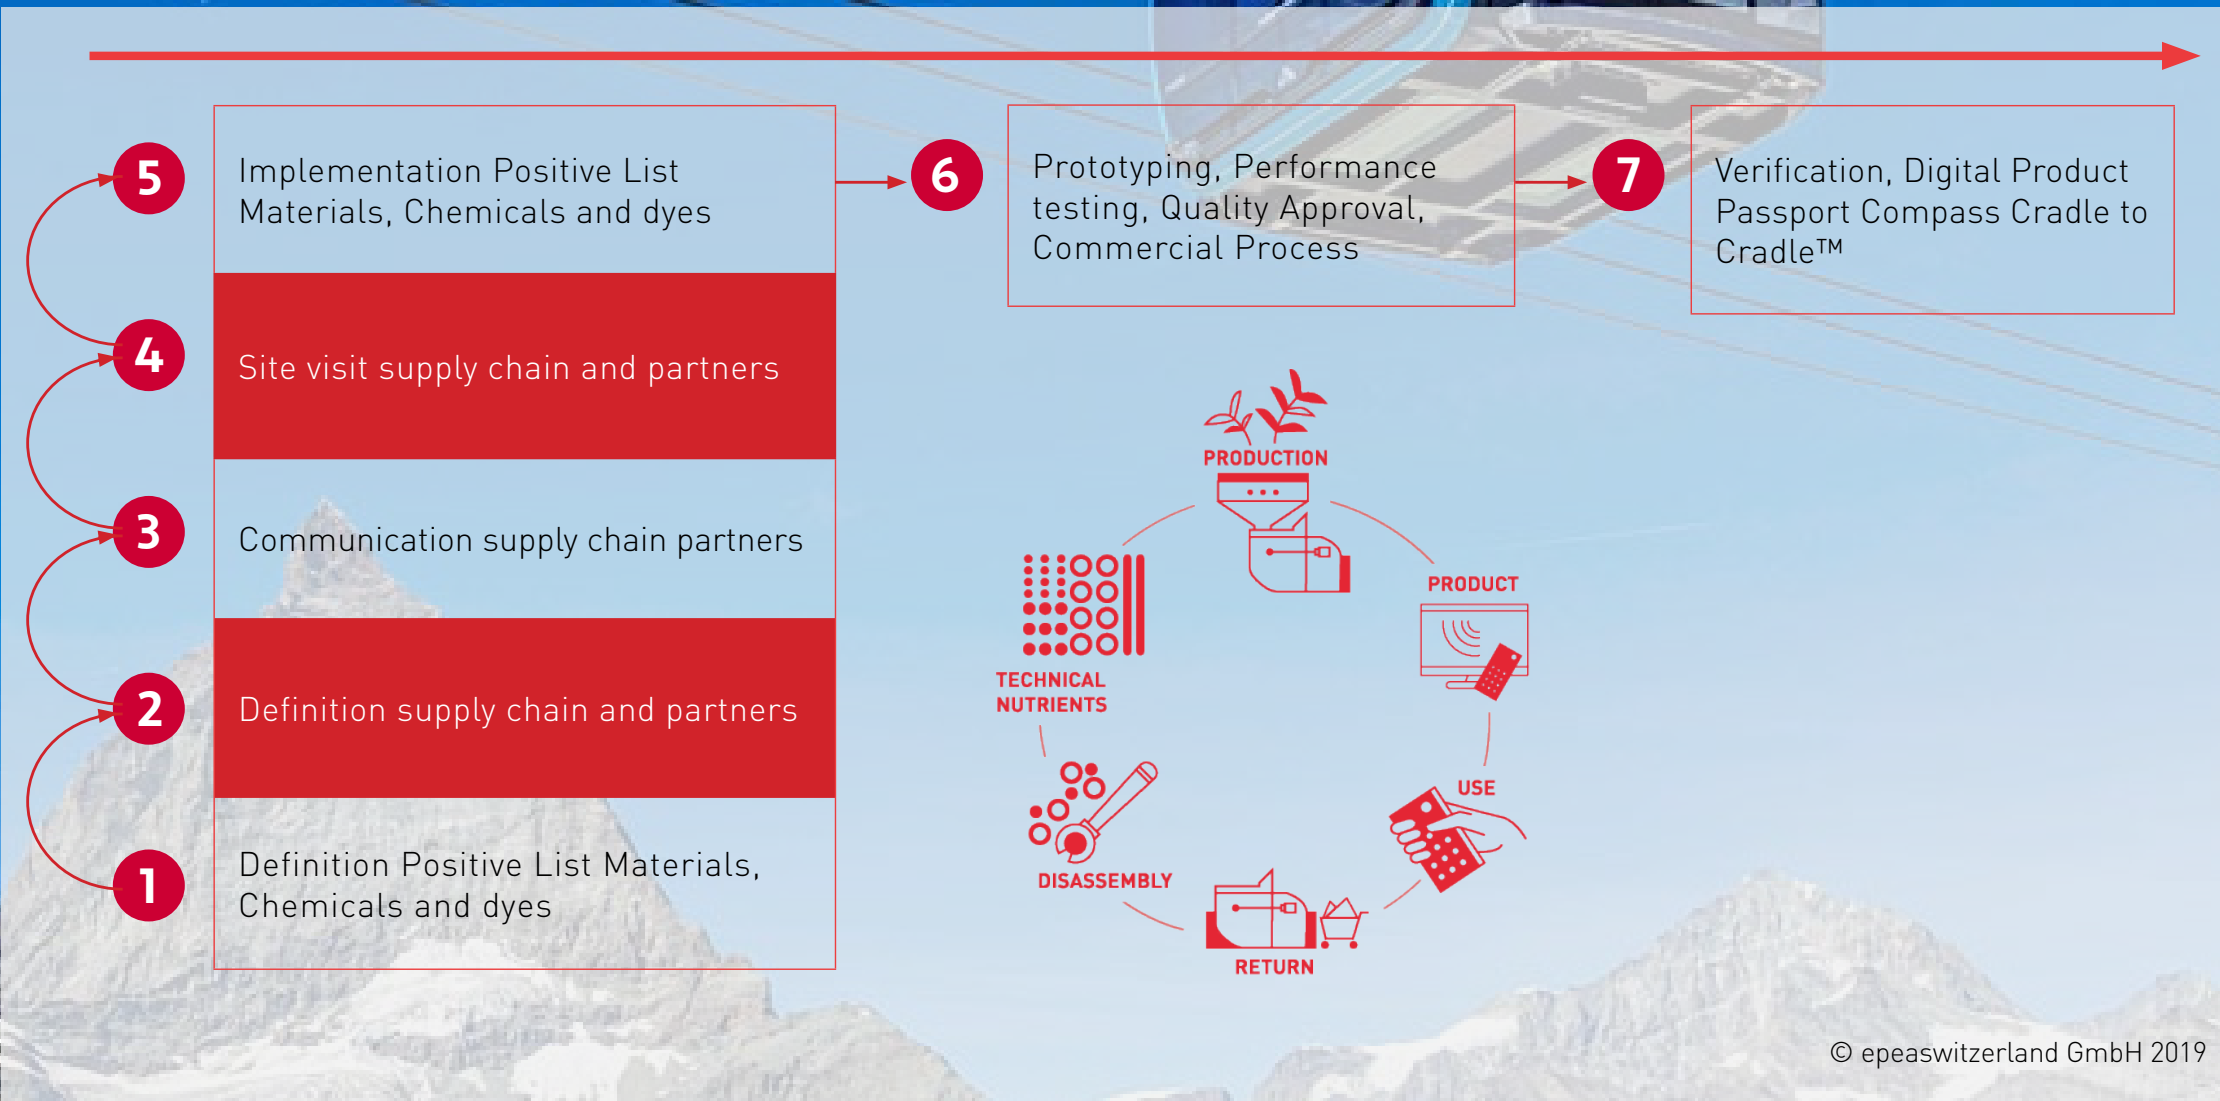 5
Implementation Positive List
Materials, Chemicals and dyes
4
Site visit supply chain and partners
3
Communication supply chain partners
2
Definition supply chain and partners
1
Definition Positive List Materials,
Chemicals and dyes
6
Prototyping, Performance
testing, Quality Approval,
Commercial Process
7
Verification, Digital Product
Passport Compass Cradle to
Cradle™
PRODUCTION
PRODUCT
USE
RETURN
DISASSEMBLY
TECHNICAL
NUTRIENTS
© epeaswitzerland GmbH 2019